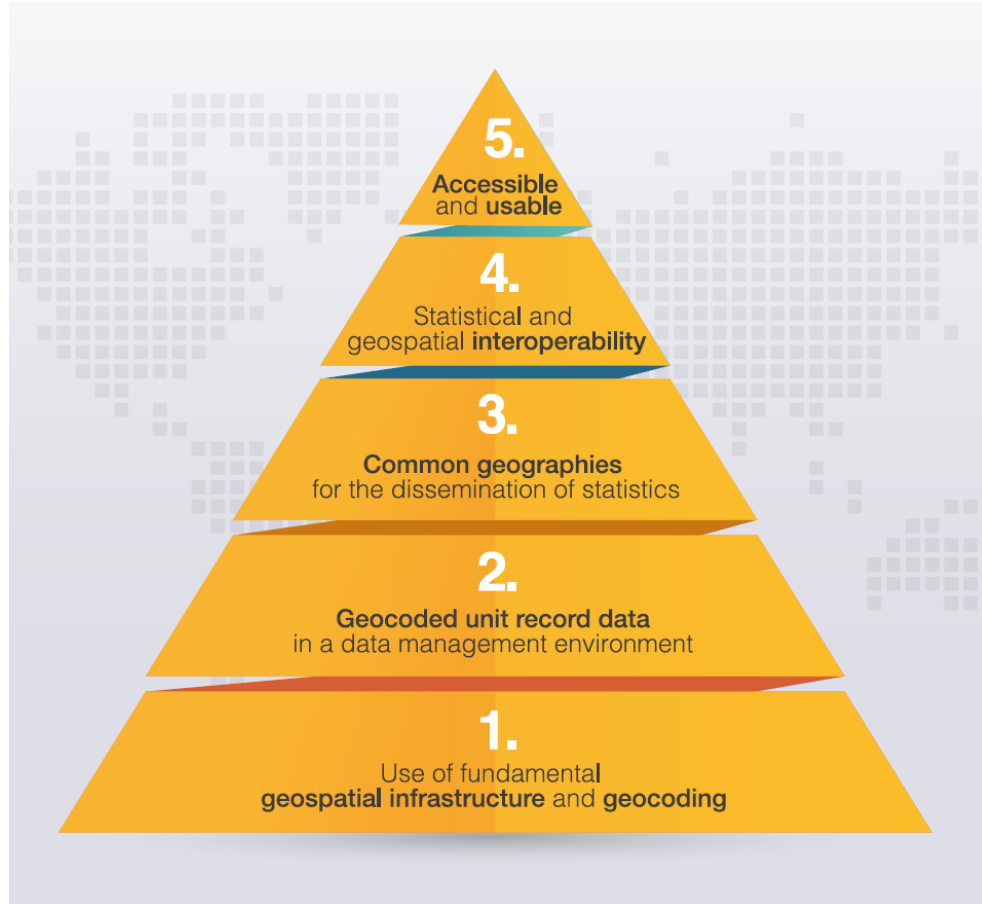 5.
Accessible
and usable
4.
Statistical and
geospatial interoperability
3.
Common geographies
for the dissemination of statistics
2.
Geocoded unit record data
in a data management environment
1.
Use of fundamental
geospatial infrastructure and geocoding